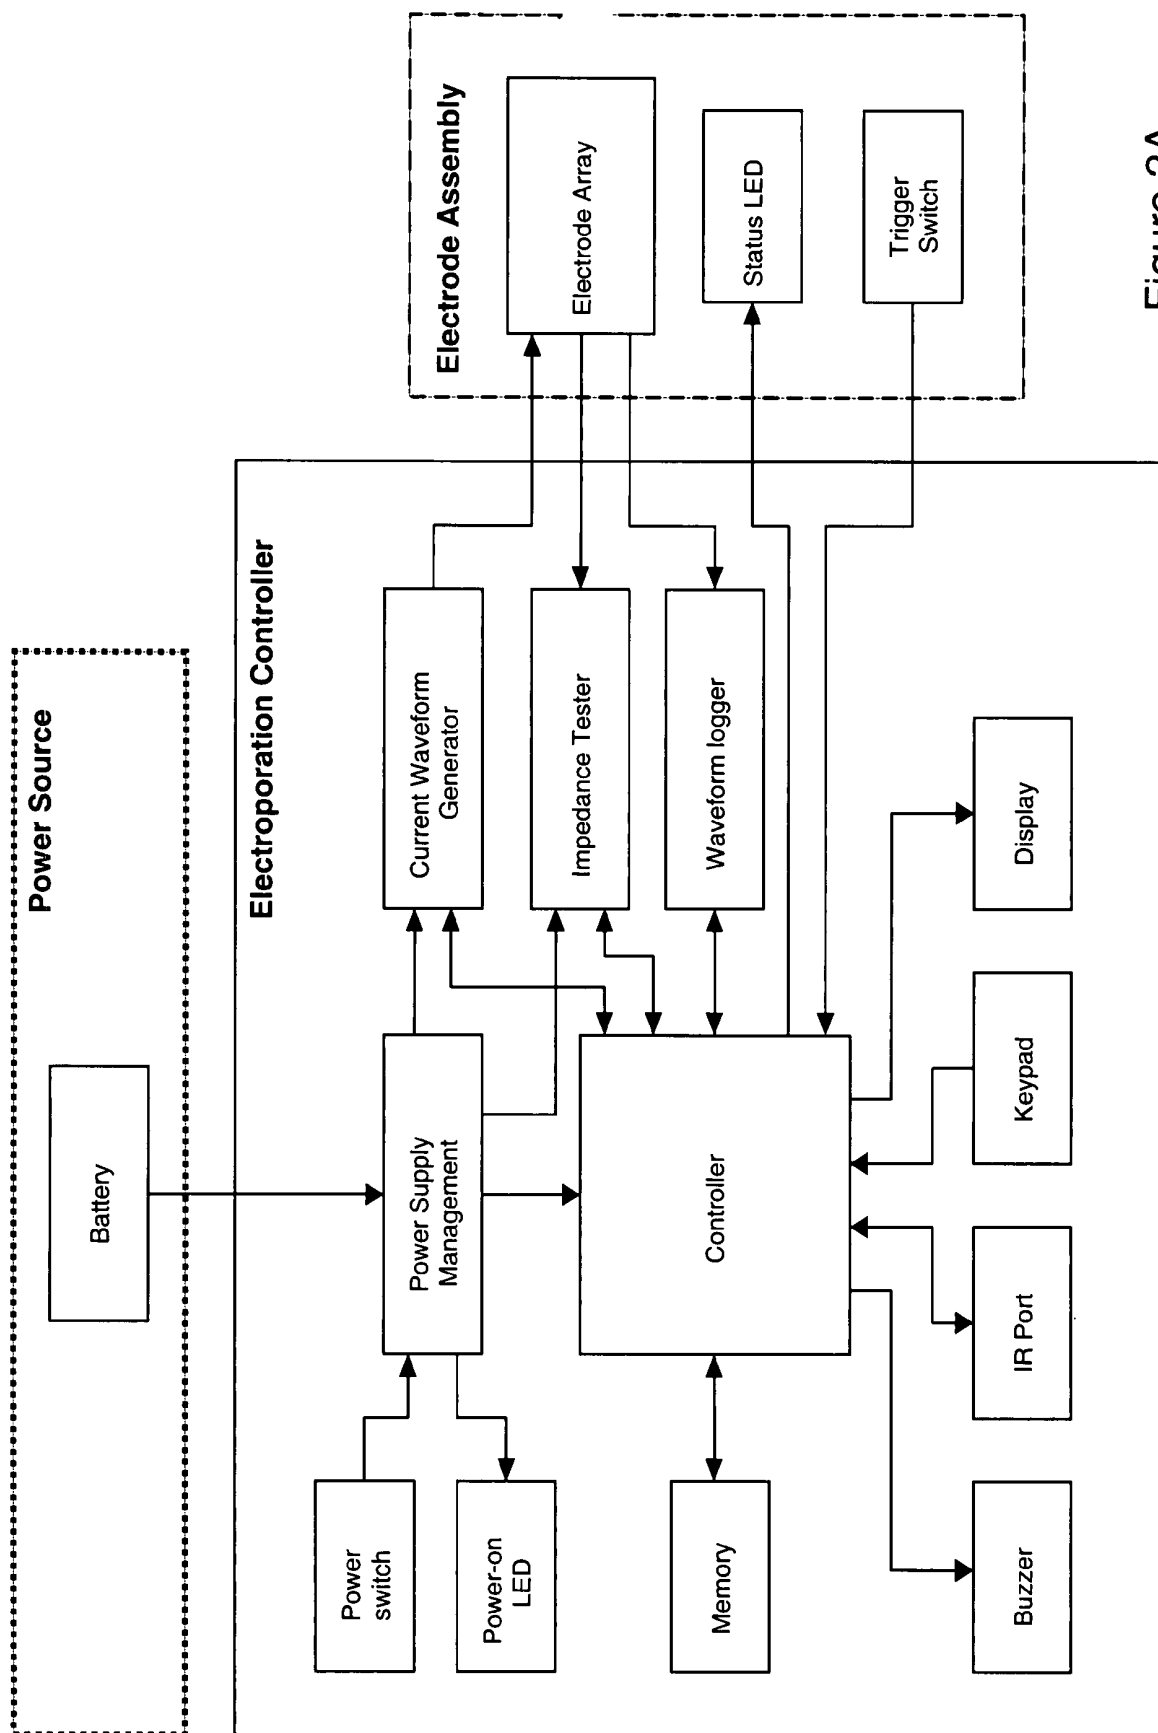 Power Source
Battery
Electroporation Controller
Electrode Assembly
Power
switch
Power-on
LED
Power Supply
Management
Current Waveform
Generator
Electrode Array
Impedance Tester
Waveform logger
Status LED
Memory
Controller
Trigger
Switch
Buzzer
IR Port
Keypad
Display